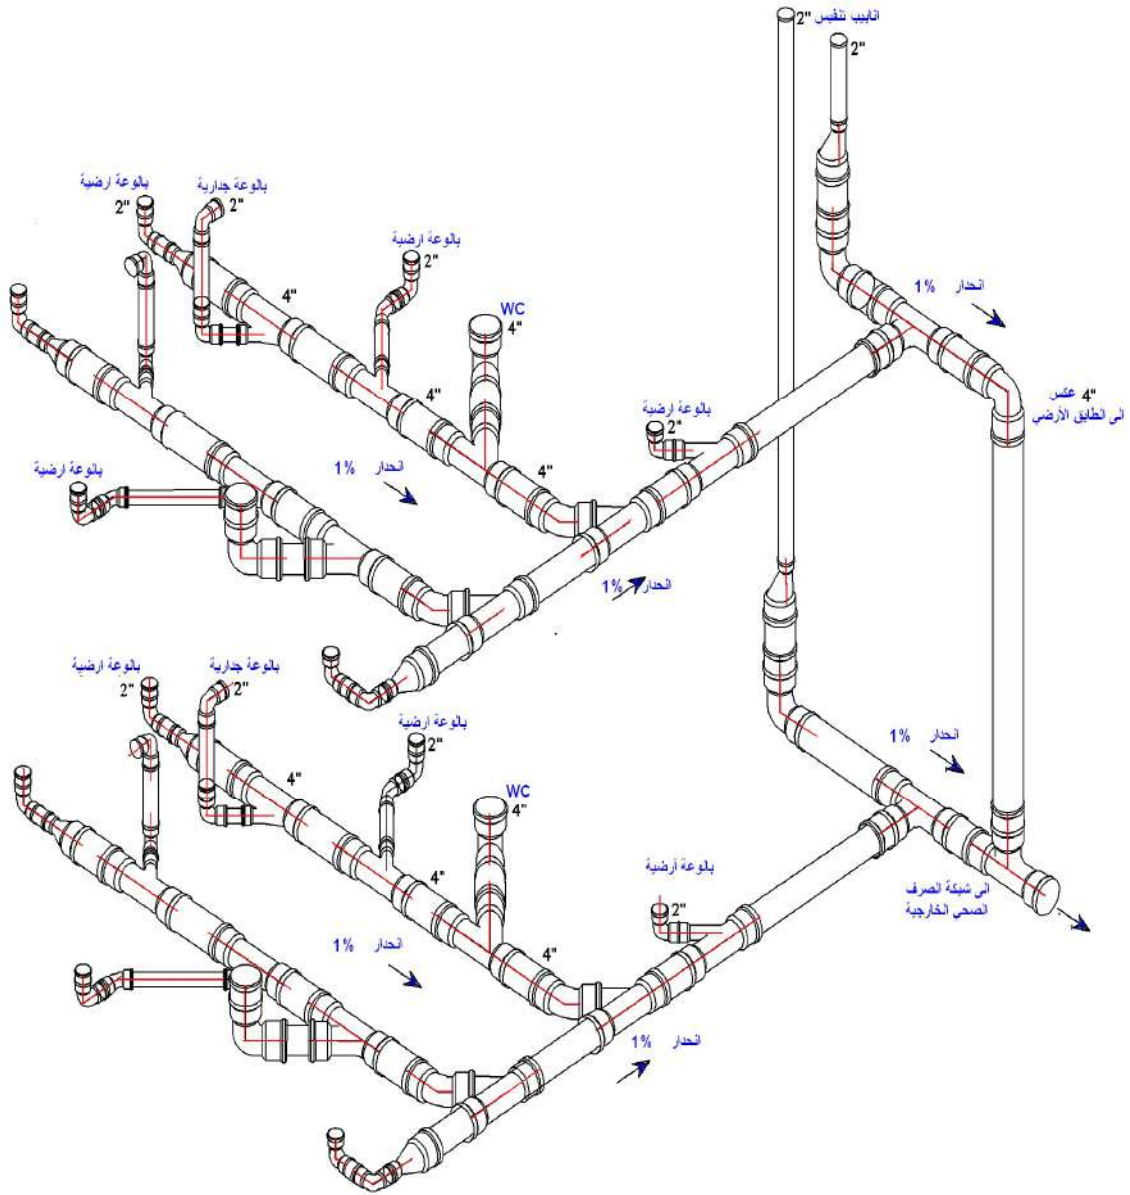 2" انابيب تنفيس
2"
بالوعة ارضية
2"
بالوعة جدارية
2"
بالوعة ارضية
2"
4"
WC
4"
انحدار 1%
عكس 4"
الى الطابق الأرضي
4"
بالوعة ارضية
2"
4"
انحدار 1%
بالوعة ارضية
انحدار 1%
بالوعة ارضية
2"
بالوعة جدارية
2"
بالوعة ارضية
2"
انحدار 1%
4"
WC
4"
4"
بالوعة أرضية
2"
الى شبكة الصرف
الصحي الخارجية
انحدار 1%
4"
انحدار 1%